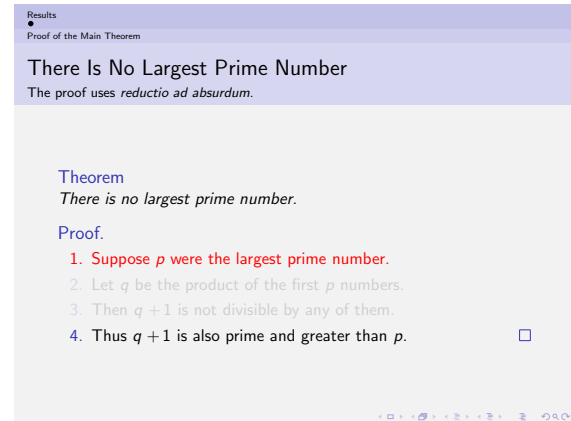 Results
Proof of the Main Theorem
There Is No Largest Prime Number
The proof uses reductio ad absurdum.
Theorem
There is no largest prime number.
Proof.
1. Suppose p were the largest prime number.
2. Let q be the product of the first p numbers.
3. Then q + 1 is not divisible by any of them.
4. Thus q + 1 is also prime and greater than p.